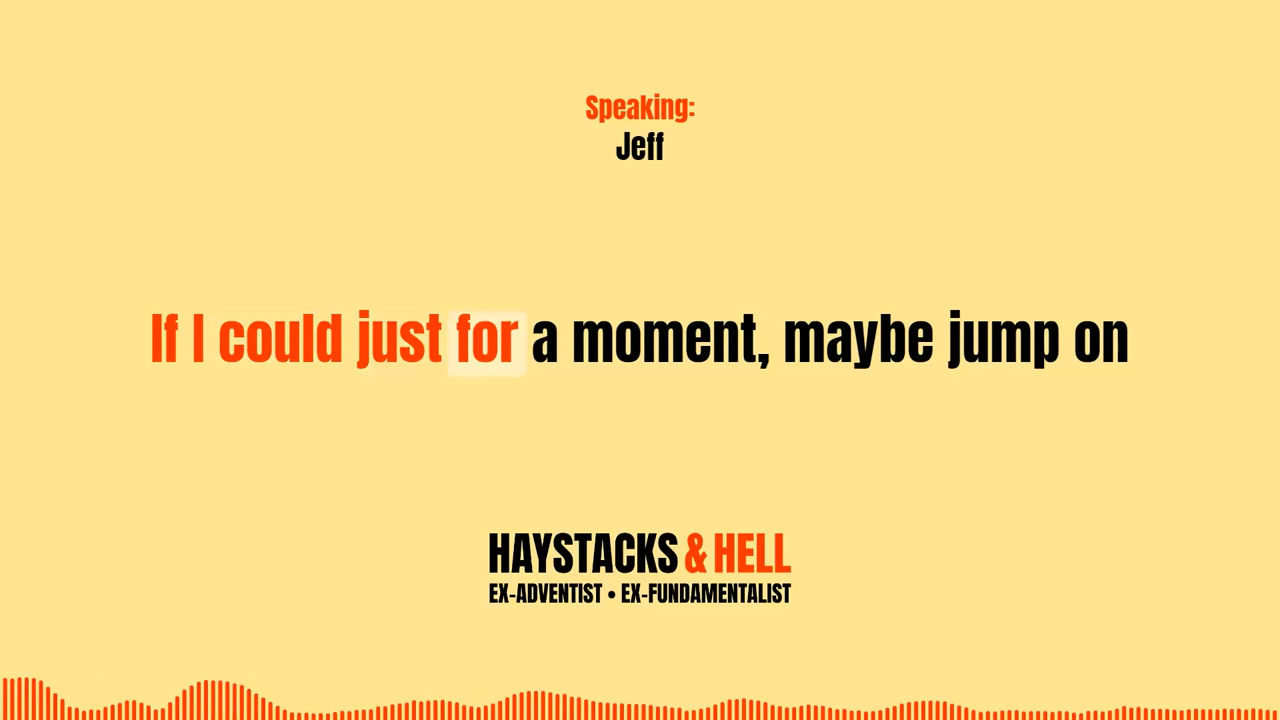 Speaking:
Jeff
If I could just for a moment, maybe jump on
HAYSTACKS & HELL
EX-ADVENTIST • EX-FUNDAMENTALIST